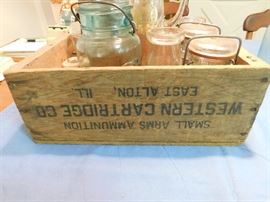 SMALL ARMS AMMUNITION
WESTERN CARTRIDGE CO
EAST ALTON, ILL.